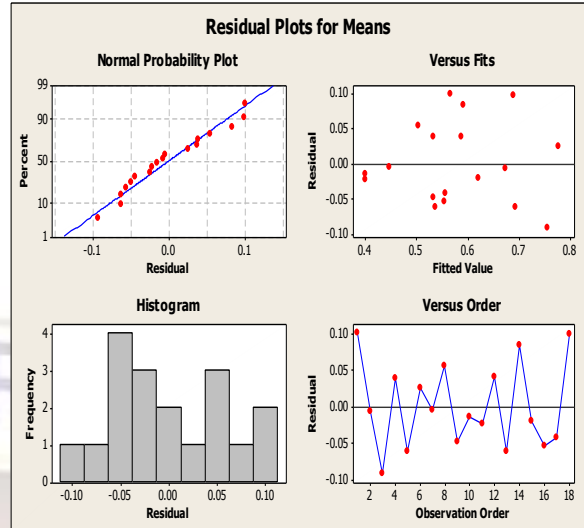 Residual Plots for Means
Normal Probability Plot
99
90
50
10
1
Percent
-0.1 0.0 0.1
Residual
Versus Fits
0.10
0.05
0.00
-0.05
-0.10
Residual
0.4 0.5 0.6 0.7 0.8
Fitted Value
Histogram
4
3
2
1
0
Frequency
-0.10 -0.05 0.00 0.05 0.10
Residual
Versus Order
0.10
0.05
0.00
-0.05
-0.10
Residual
2 4 6 8 10 12 14 16 18
Observation Order